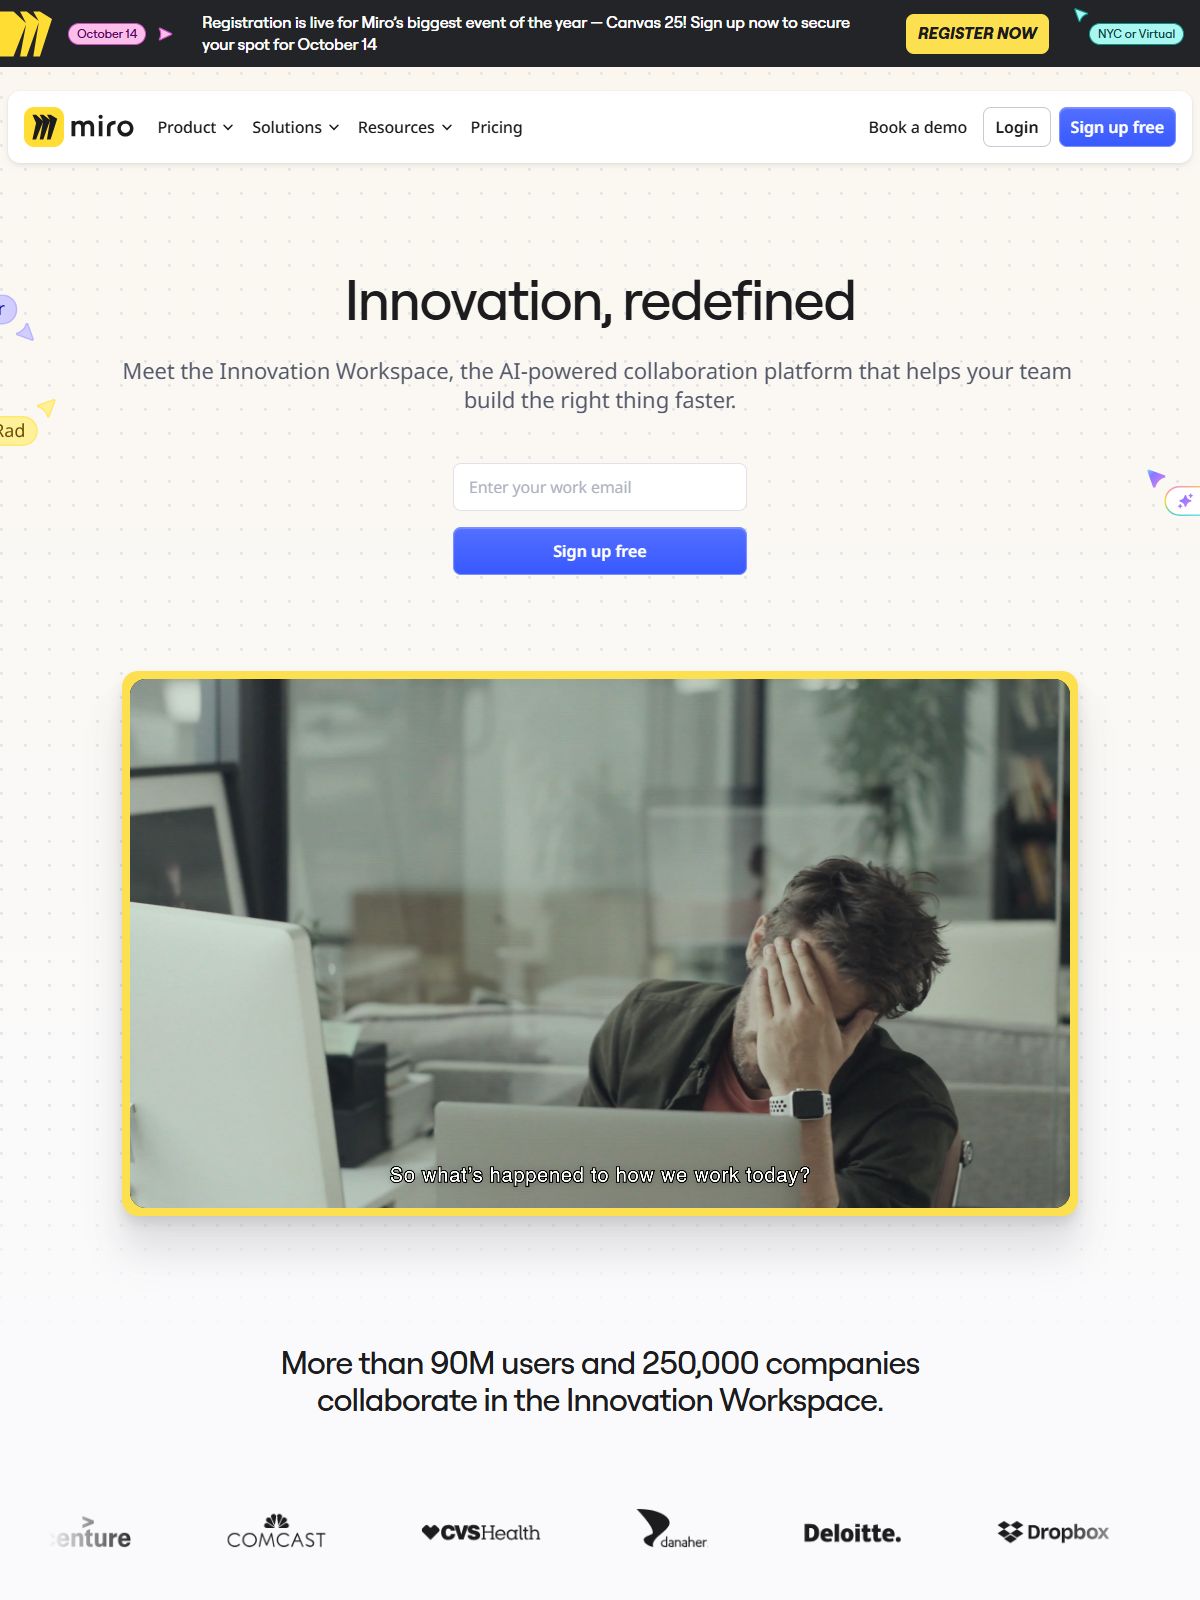 October 14
Registration is live for Miro's biggest event of the year — Canvas 25! Sign up now to secure
your spot for October 14
REGISTER NOW
NYC or Virtual
miro
Product
Solutions
Resources
Pricing
Book a demo
Login
Sign up free
Innovation, redefined
Meet the Innovation Workspace, the AI-powered collaboration platform that helps your team
build the right thing faster.
r
Rad
Enter your work email
Sign up free
So what's happened to how we work today?
More than 90M users and 250,000 companies
collaborate in the Innovation Workspace.
enture
COMCAST
CVSHealth
danaher
Deloitte.
Dropbox